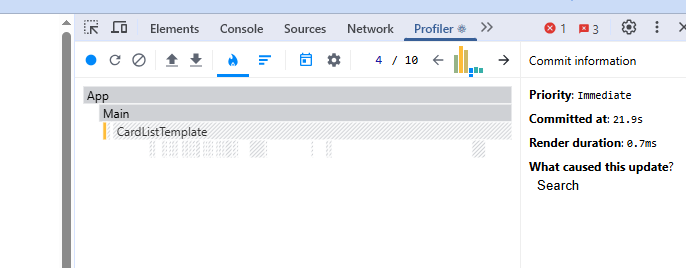 Elements Console Sources Network Profiler
1 3
4 / 10
Commit information
App
Main
CardListTemplate
Priority: Immediate
Committed at: 21.9s
Render duration: 0.7ms
What caused this update?
Search